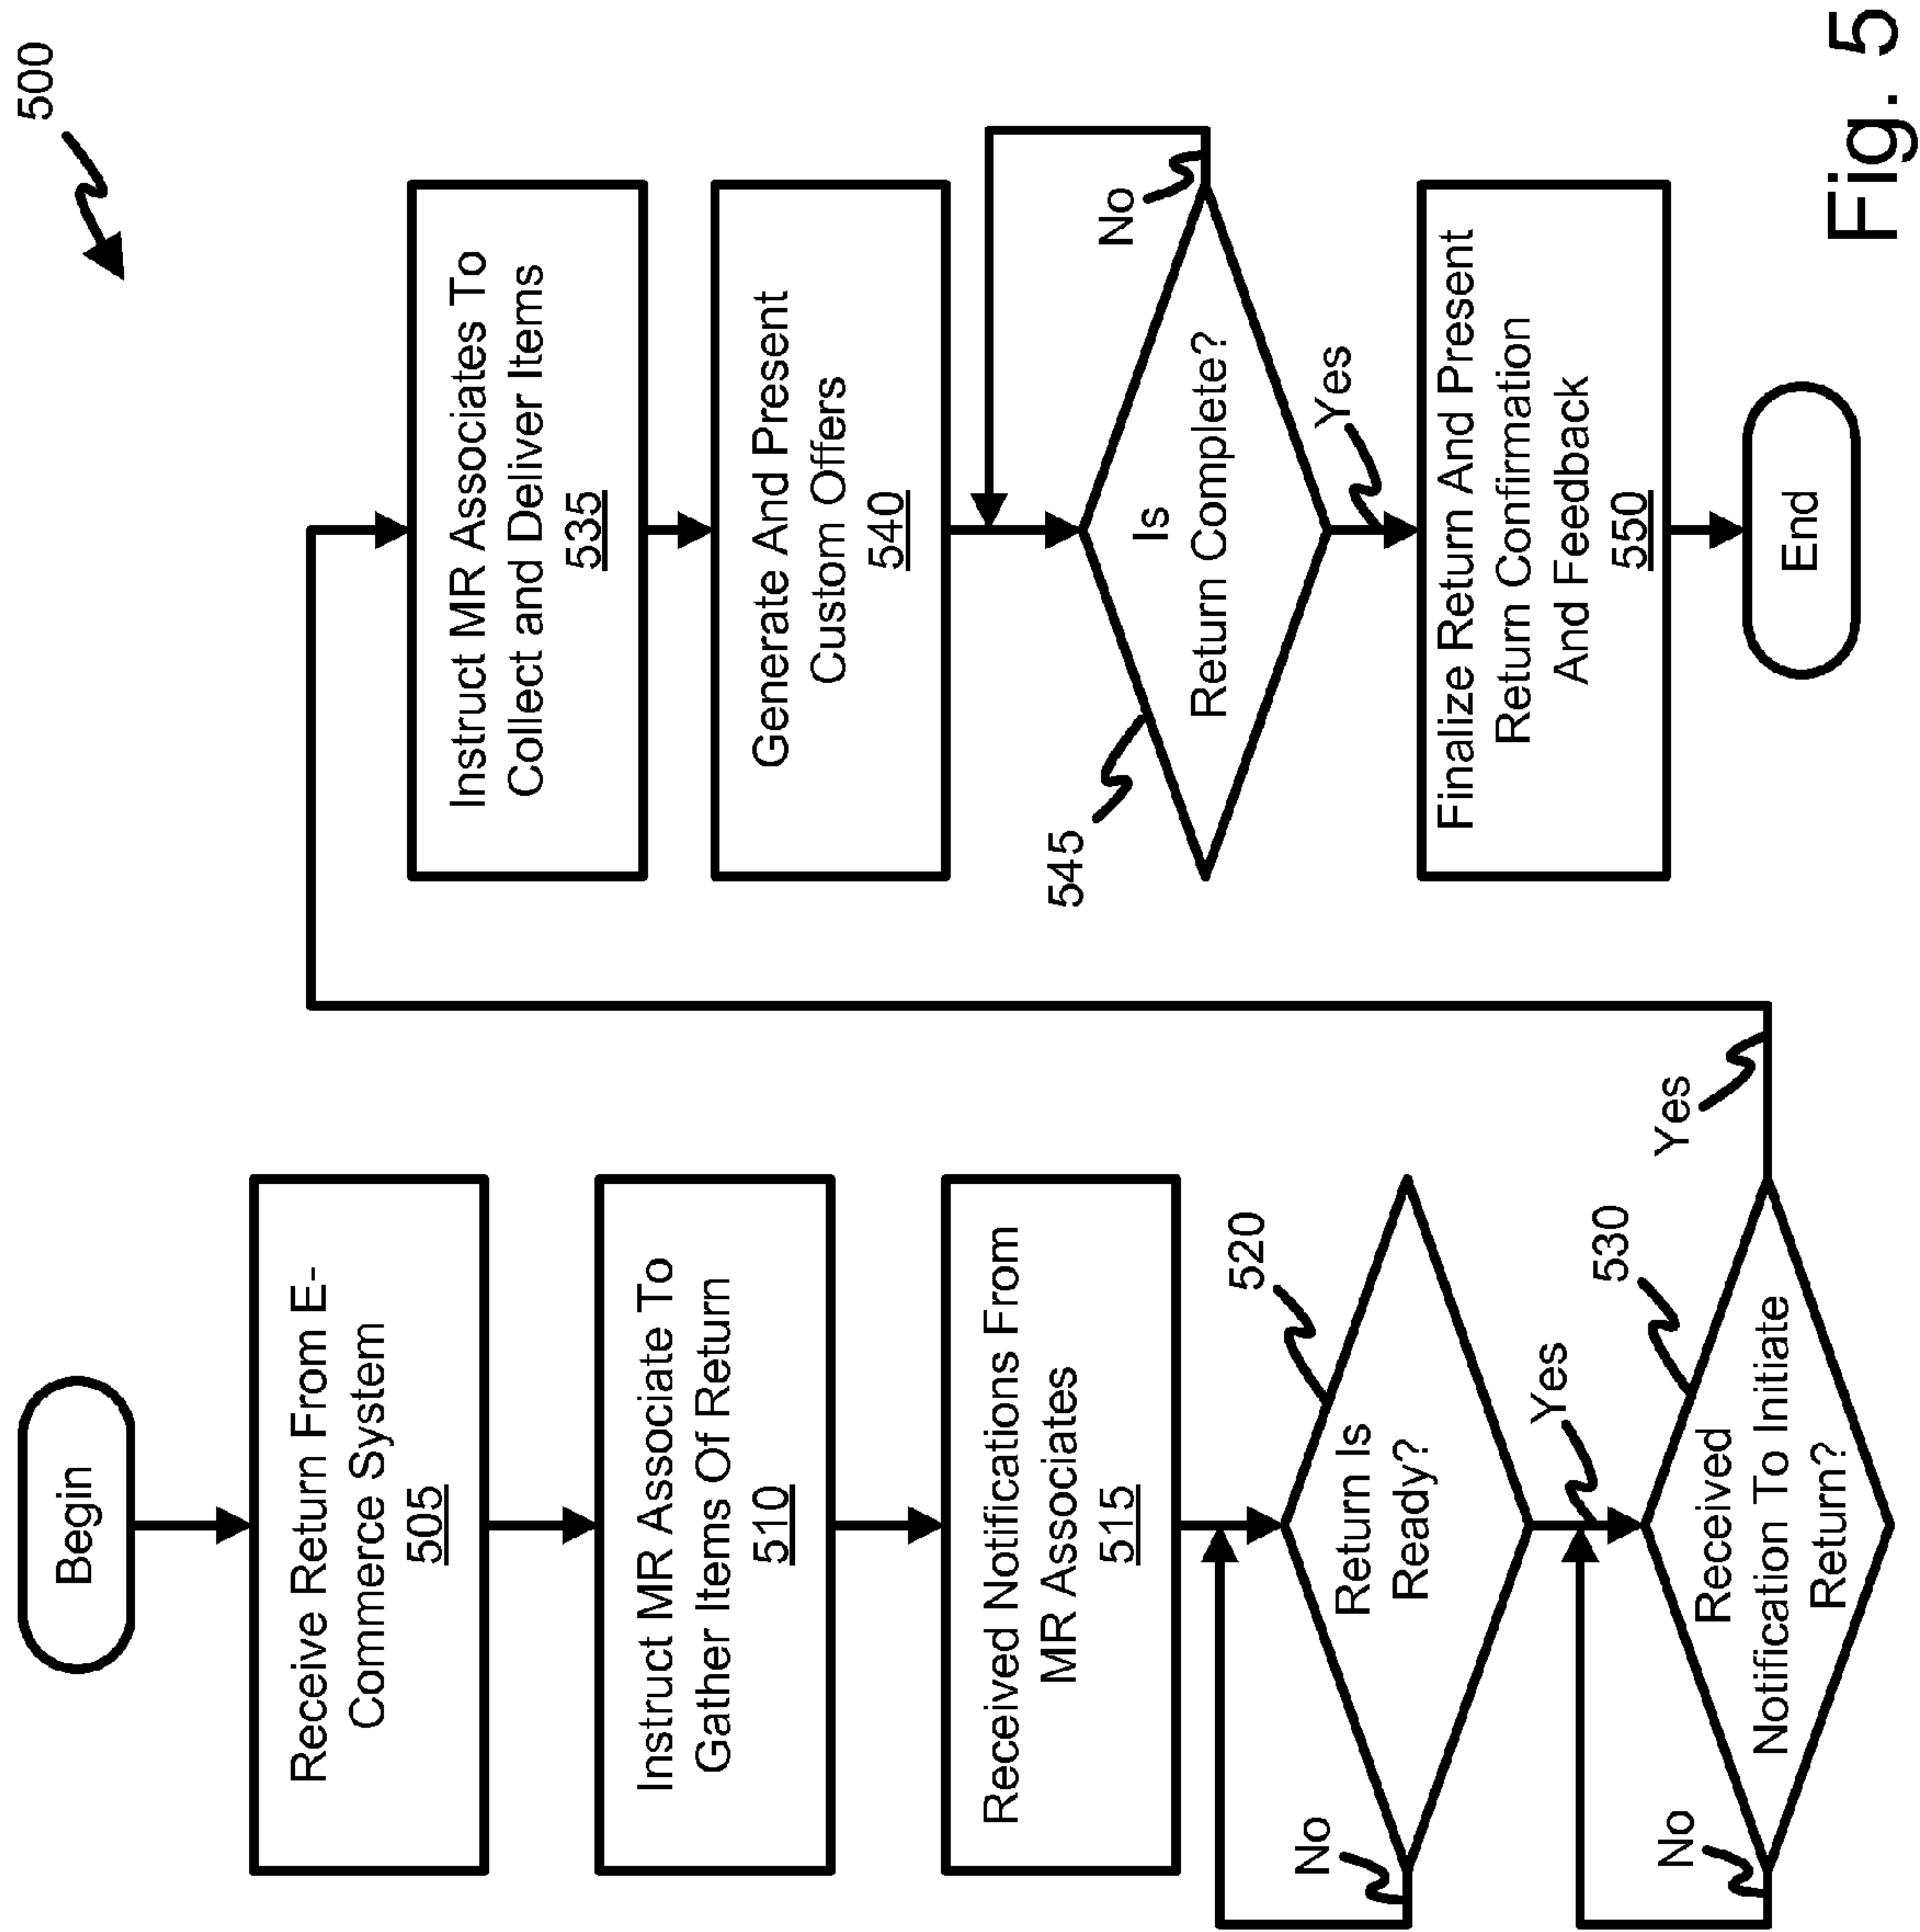 500
Begin
Receive Return From E-
Commerce System
505
Instruct MR Associate To
Gather Items Of Return
510
Received Notifications From
MR Associates
515
Return Is
Ready?
520
No
Yes
Received
Notification To Initiate
Return?
530
No
Yes
Instruct MR Associates To
Collect and Deliver Items
535
Generate And Present
Custom Offers
540
Is
Return Complete?
545
No
Yes
Finalize Return And Present
Return Confirmation
And Feedback
550
End
Fig. 5